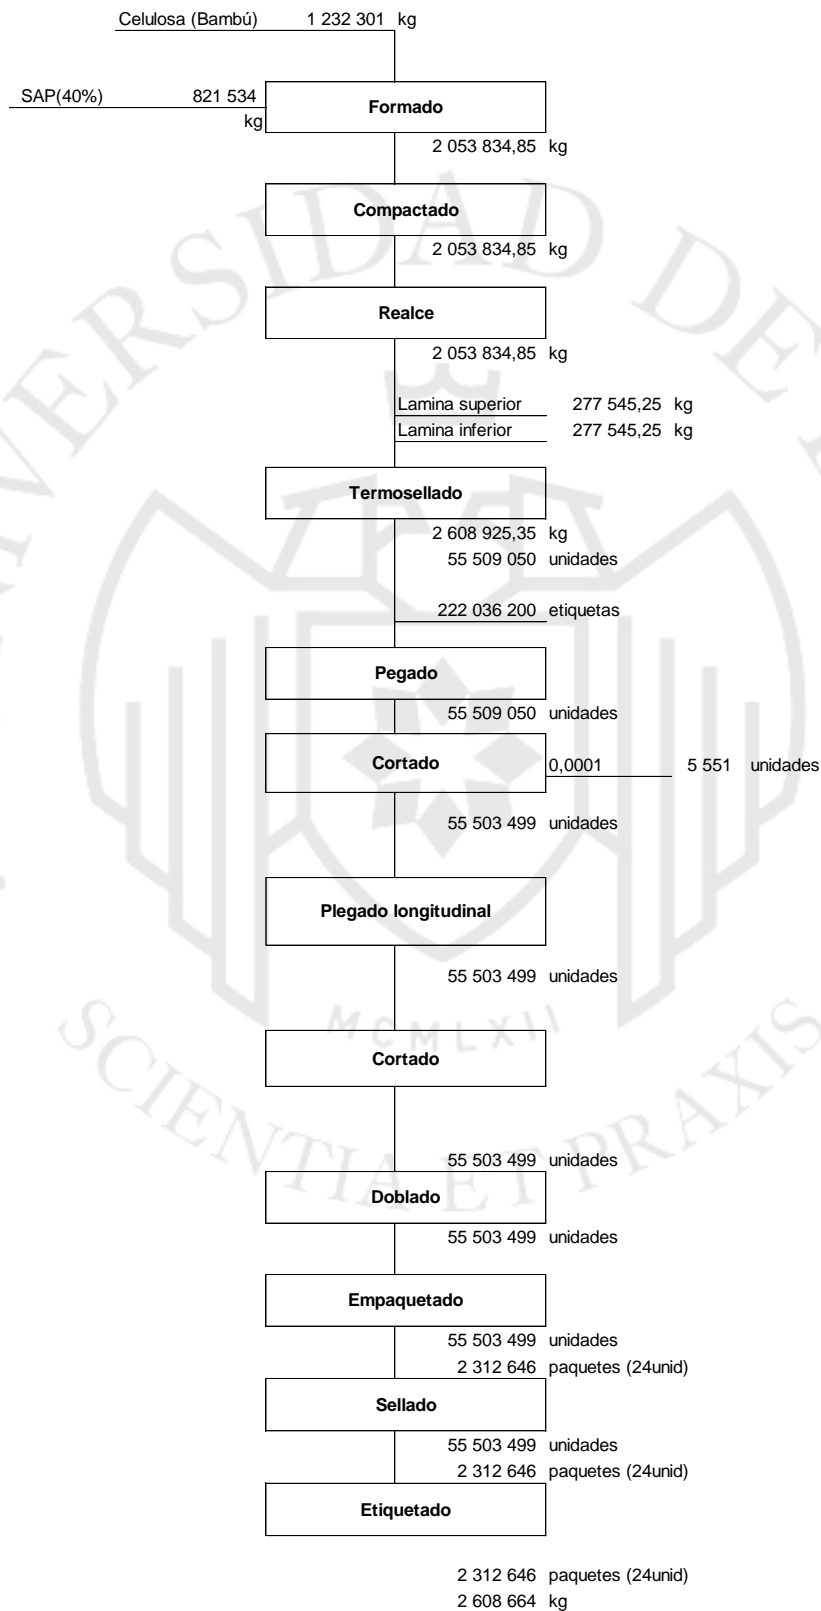 Celulosa (Bambú) 1 232 301 kg
SAP(40%) 821 534
kg
Formado
2 053 834,85 kg
Compactado
2 053 834,85 kg
Realce
2 053 834,85 kg
Lamina superior 277 545,25 kg
Lamina inferior 277 545,25 kg
Termosellado
2 608 925,35 kg
55 509 050 unidades
222 036 200 etiquetas
Pegado
55 509 050 unidades
Cortado
0,0001 5 551 unidades
55 503 499 unidades
Plegado longitudinal
55 503 499 unidades
Cortado
55 503 499 unidades
Doblado
55 503 499 unidades
Empaquetado
55 503 499 unidades
2 312 646 paquetes (24unid)
Sellado
55 503 499 unidades
2 312 646 paquetes (24unid)
Etiquetado
2 312 646 paquetes (24unid)
2 608 664 kg
MCMLXII
SCIENTIA ET PRAXIS